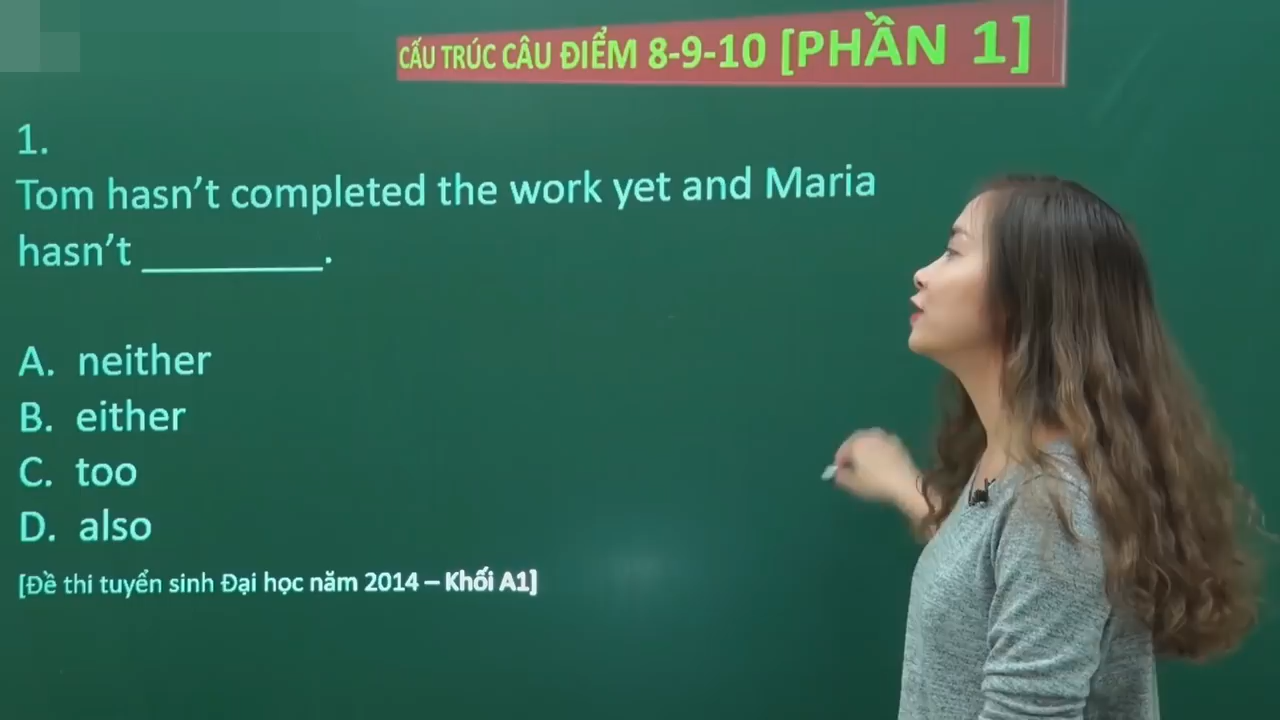 CẤU TRÚC CÂU ĐIỂM 8-9-10 [PHẦN 1]
1.
Tom hasn't completed the work yet and Maria
hasn't _________.
A. neither
B. either
C. too
D. also
[Đề thi tuyển sinh Đại học năm 2014 – Khối A1]